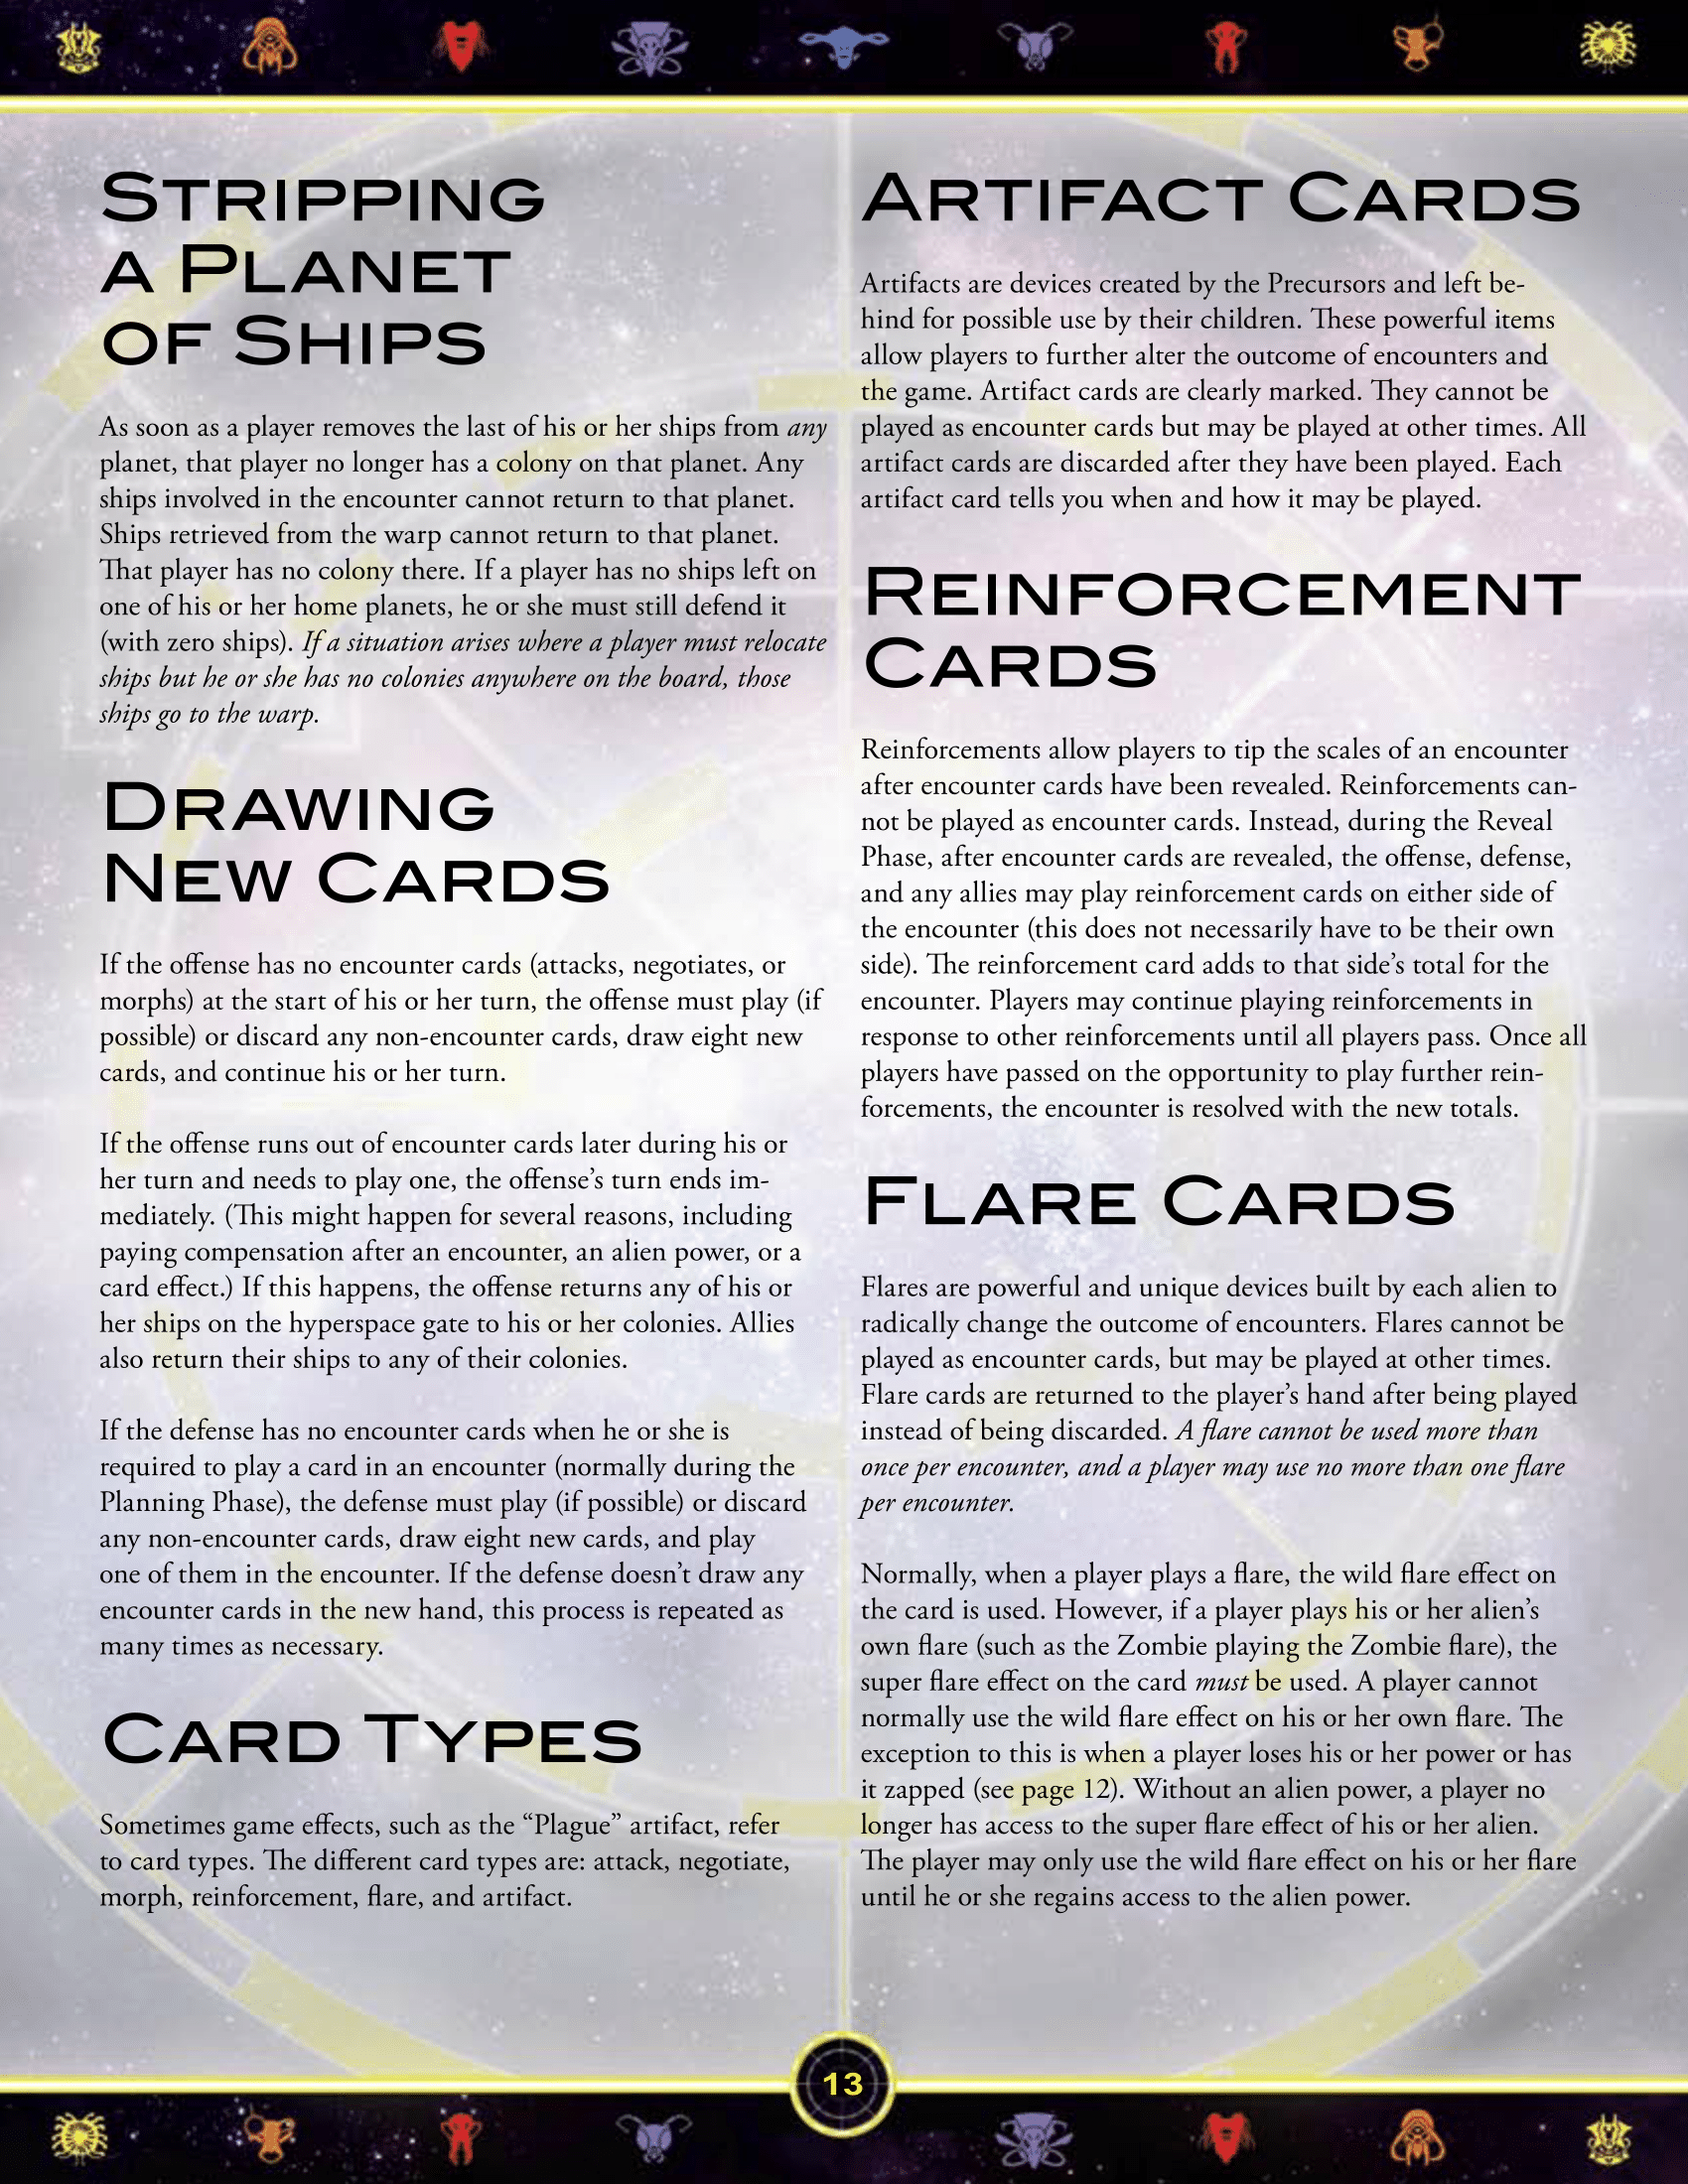 Stripping
a Planet
of Ships
As soon as a player removes the last of his or her ships from any
planet, that player no longer has a colony on that planet. Any
ships involved in the encounter cannot return to that planet.
Ships retrieved from the warp cannot return to that planet.
That player has no colony there. If a player has no ships left on
one of his or her home planets, he or she must still defend it
(with zero ships). If a situation arises where a player must relocate
ships but he or she has no colonies anywhere on the board, those
ships go to the warp.
Drawing
New Cards
If the offense has no encounter cards (attacks, negotiates, or
morphs) at the start of his or her turn, the offense must play (if
possible) or discard any non-encounter cards, draw eight new
cards, and continue his or her turn.
If the offense runs out of encounter cards later during his or
her turn and needs to play one, the offense’s turn ends im-
mediately. (This might happen for several reasons, including
paying compensation after an encounter, an alien power, or a
card effect.) If this happens, the offense returns any of his or
her ships on the hyperspace gate to his or her colonies. Allies
also return their ships to any of their colonies.
If the defense has no encounter cards when he or she is
required to play a card in an encounter (normally during the
Planning Phase), the defense must play (if possible) or discard
any non-encounter cards, draw eight new cards, and play
one of them in the encounter. If the defense doesn’t draw any
encounter cards in the new hand, this process is repeated as
many times as necessary.
Card Types
Sometimes game effects, such as the “Plague” artifact, refer
to card types. The different card types are: attack, negotiate,
morph, reinforcement, flare, and artifact.
Artifact Cards
Artifacts are devices created by the Precursors and left be-
hind for possible use by their children. These powerful items
allow players to further alter the outcome of encounters and
the game. Artifact cards are clearly marked. They cannot be
played as encounter cards but may be played at other times. All
artifact cards are discarded after they have been played. Each
artifact card tells you when and how it may be played.
Reinforcement
Cards
Reinforcements allow players to tip the scales of an encounter
after encounter cards have been revealed. Reinforcements can-
not be played as encounter cards. Instead, during the Reveal
Phase, after encounter cards are revealed, the offense, defense,
and any allies may play reinforcement cards on either side of
the encounter (this does not necessarily have to be their own
side). The reinforcement card adds to that side’s total for the
encounter. Players may continue playing reinforcements in
response to other reinforcements until all players pass. Once all
players have passed on the opportunity to play further rein-
forcements, the encounter is resolved with the new totals.
Flare Cards
Flares are powerful and unique devices built by each alien to
radically change the outcome of encounters. Flares cannot be
played as encounter cards, but may be played at other times.
Flare cards are returned to the player’s hand after being played
instead of being discarded. A flare cannot be used more than
once per encounter, and a player may use no more than one flare
per encounter.
Normally, when a player plays a flare, the wild flare effect on
the card is used. However, if a player plays his or her alien’s
own flare (such as the Zombie playing the Zombie flare), the
super flare effect on the card must be used. A player cannot
normally use the wild flare effect on his or her own flare. The
exception to this is when a player loses his or her power or has
it zapped (see page 12). Without an alien power, a player no
longer has access to the super flare effect of his or her alien.
The player may only use the wild flare effect on his or her flare
until he or she regains access to the alien power.
13